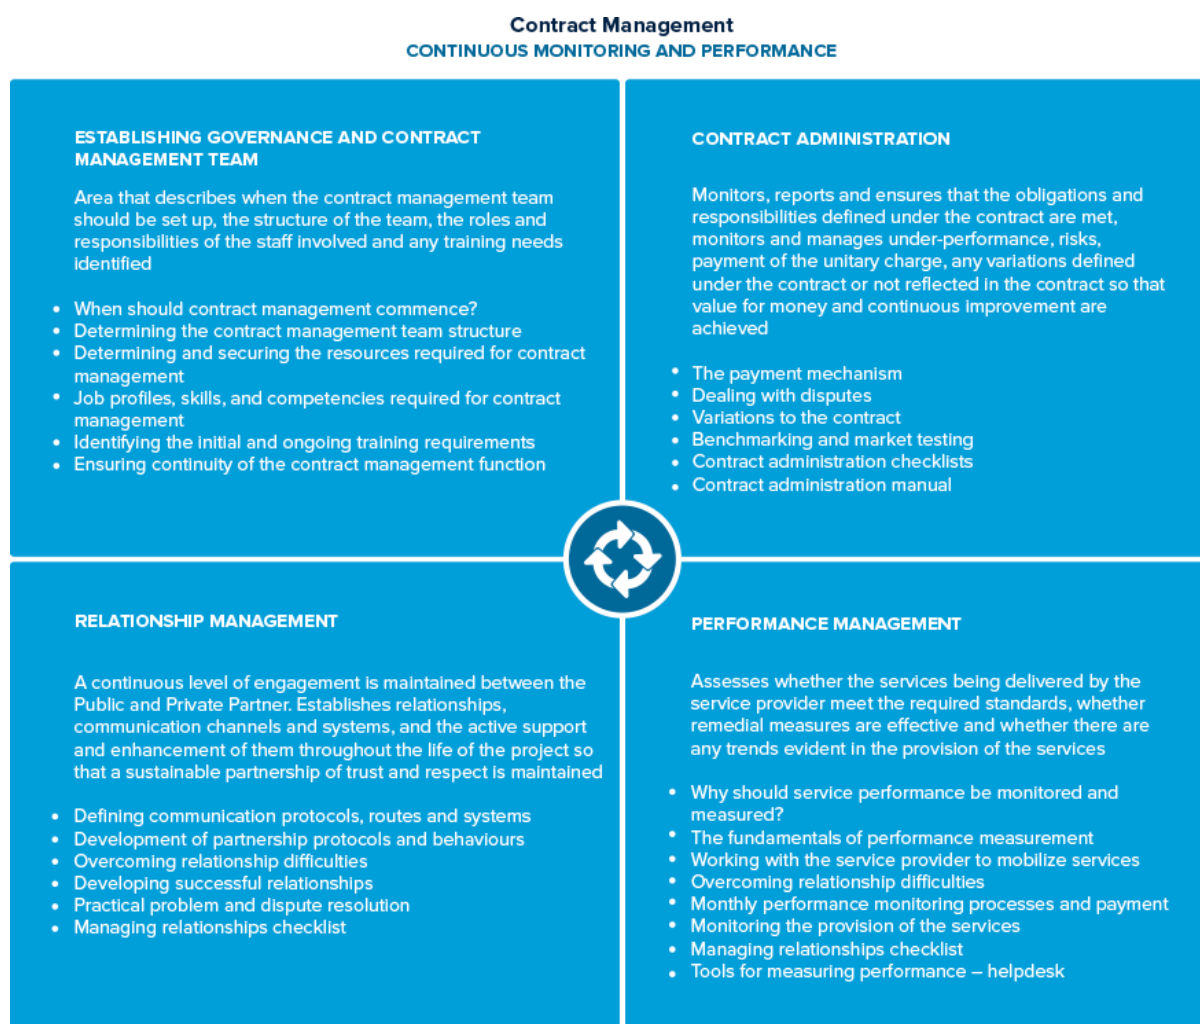 Contract Management
CONTINUOUS MONITORING AND PERFORMANCE
ESTABLISHING GOVERNANCE AND CONTRACT
MANAGEMENT TEAM
Area that describes when the contract management team
should be set up, the structure of the team, the roles and
responsibilities of the staff involved and any training needs
identified
• When should contract management commence?
• Determining the contract management team structure
• Determining and securing the resources required for contract
management
• Job profiles, skills, and competencies required for contract
management
• Identifying the initial and ongoing training requirements
• Ensuring continuity of the contract management function
CONTRACT ADMINISTRATION
Monitors, reports and ensures that the obligations and
responsibilities defined under the contract are met,
monitors and manages under-performance, risks,
payment of the unitary charge, any variations defined
under the contract or not reflected in the contract so that
value for money and continuous improvement are
achieved
• The payment mechanism
• Dealing with disputes
• Variations to the contract
• Benchmarking and market testing
• Contract administration checklists
• Contract administration manual
RELATIONSHIP MANAGEMENT
A continuous level of engagement is maintained between the
Public and Private Partner. Establishes relationships,
communication channels and systems, and the active support
and enhancement of them throughout the life of the project so
that a sustainable partnership of trust and respect is maintained
• Defining communication protocols, routes and systems
• Development of partnership protocols and behaviours
• Overcoming relationship difficulties
• Developing successful relationships
• Practical problem and dispute resolution
• Managing relationships checklist
PERFORMANCE MANAGEMENT
Assesses whether the services being delivered by the
service provider meet the required standards, whether
remedial measures are effective and whether there are
any trends evident in the provision of the services
• Why should service performance be monitored and
measured?
• The fundamentals of performance measurement
• Working with the service provider to mobilize services
• Overcoming relationship difficulties
• Monthly performance monitoring processes and payment
• Monitoring the provision of the services
• Managing relationships checklist
• Tools for measuring performance – helpdesk